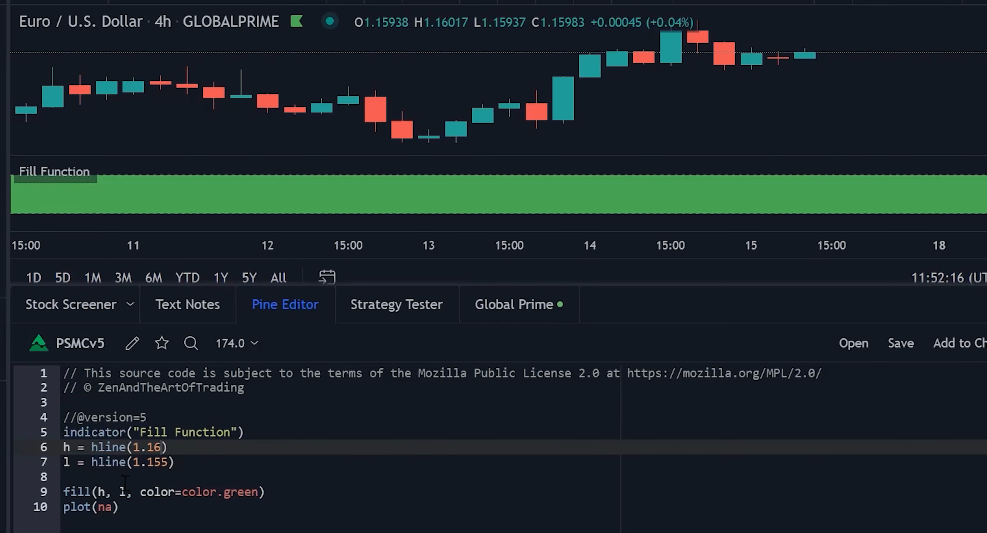 Euro / U.S. Dollar · 4h · GLOBALPRIME O1.15938 H1.16017 L1.15937 C1.15983 +0.00045 (+0.04%)
Fill Function
15:00 11 12 15:00 13 15:00 14 15:00 15 15:00 18
1D 5D 1M 3M 6M YTD 1Y 5Y All 11:52:16 (UT
Stock Screener Text Notes Pine Editor Strategy Tester Global Prime
PSMCv5 174.0 Open Save Add to Ch
1 // This source code is subject to the terms of the Mozilla Public License 2.0 at https://mozilla.org/MPL/2.0/
2 // © ZenAndTheArtOfTrading
3
4 //@version=5
5 indicator("Fill Function")
6 h = hline(1.16)
7 l = hline(1.155)
8
9 fill(h, l, color=color.green)
10 plot(na)